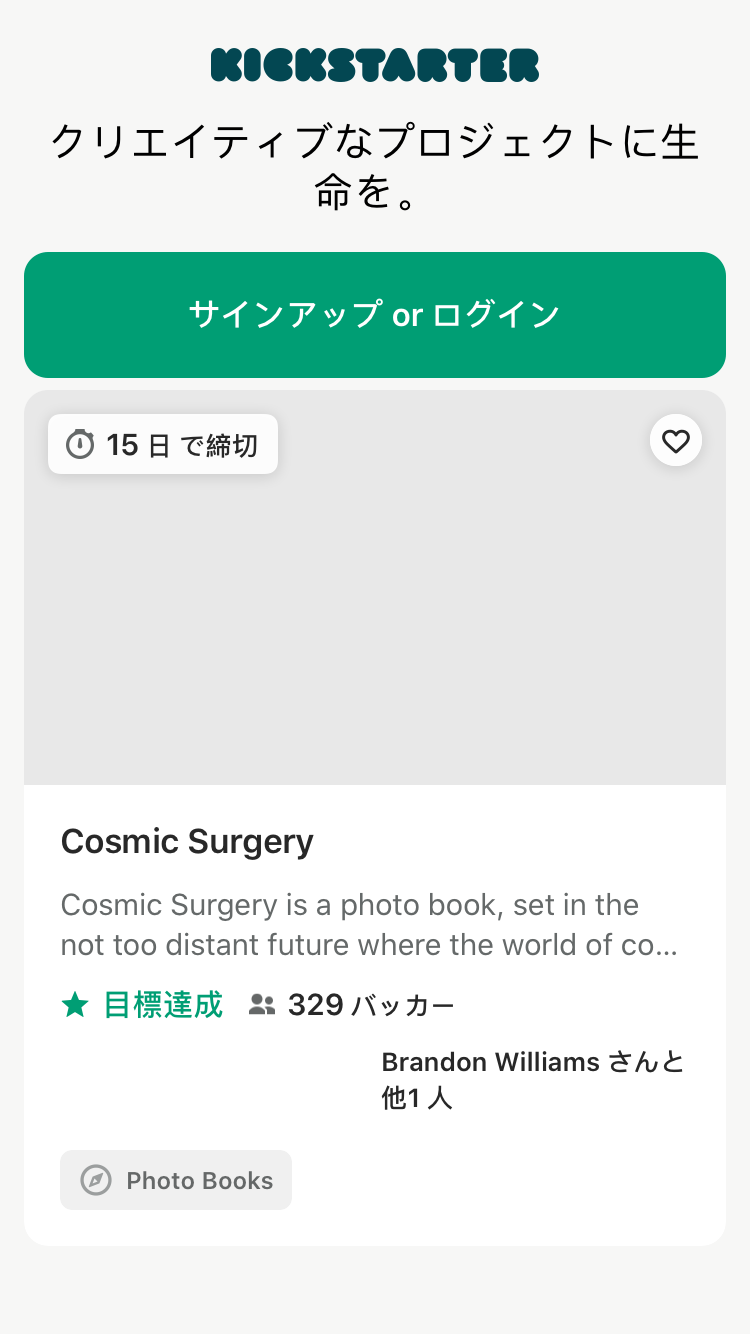 KICKSTARTER
クリエイティブなプロジェクトに生
命を。
サインアップ or ログイン
15 日 で締切
Cosmic Surgery
Cosmic Surgery is a photo book, set in the
not too distant future where the world of co...
目標達成 329 バッカー
Brandon Williams さんと
他1 人
Photo Books